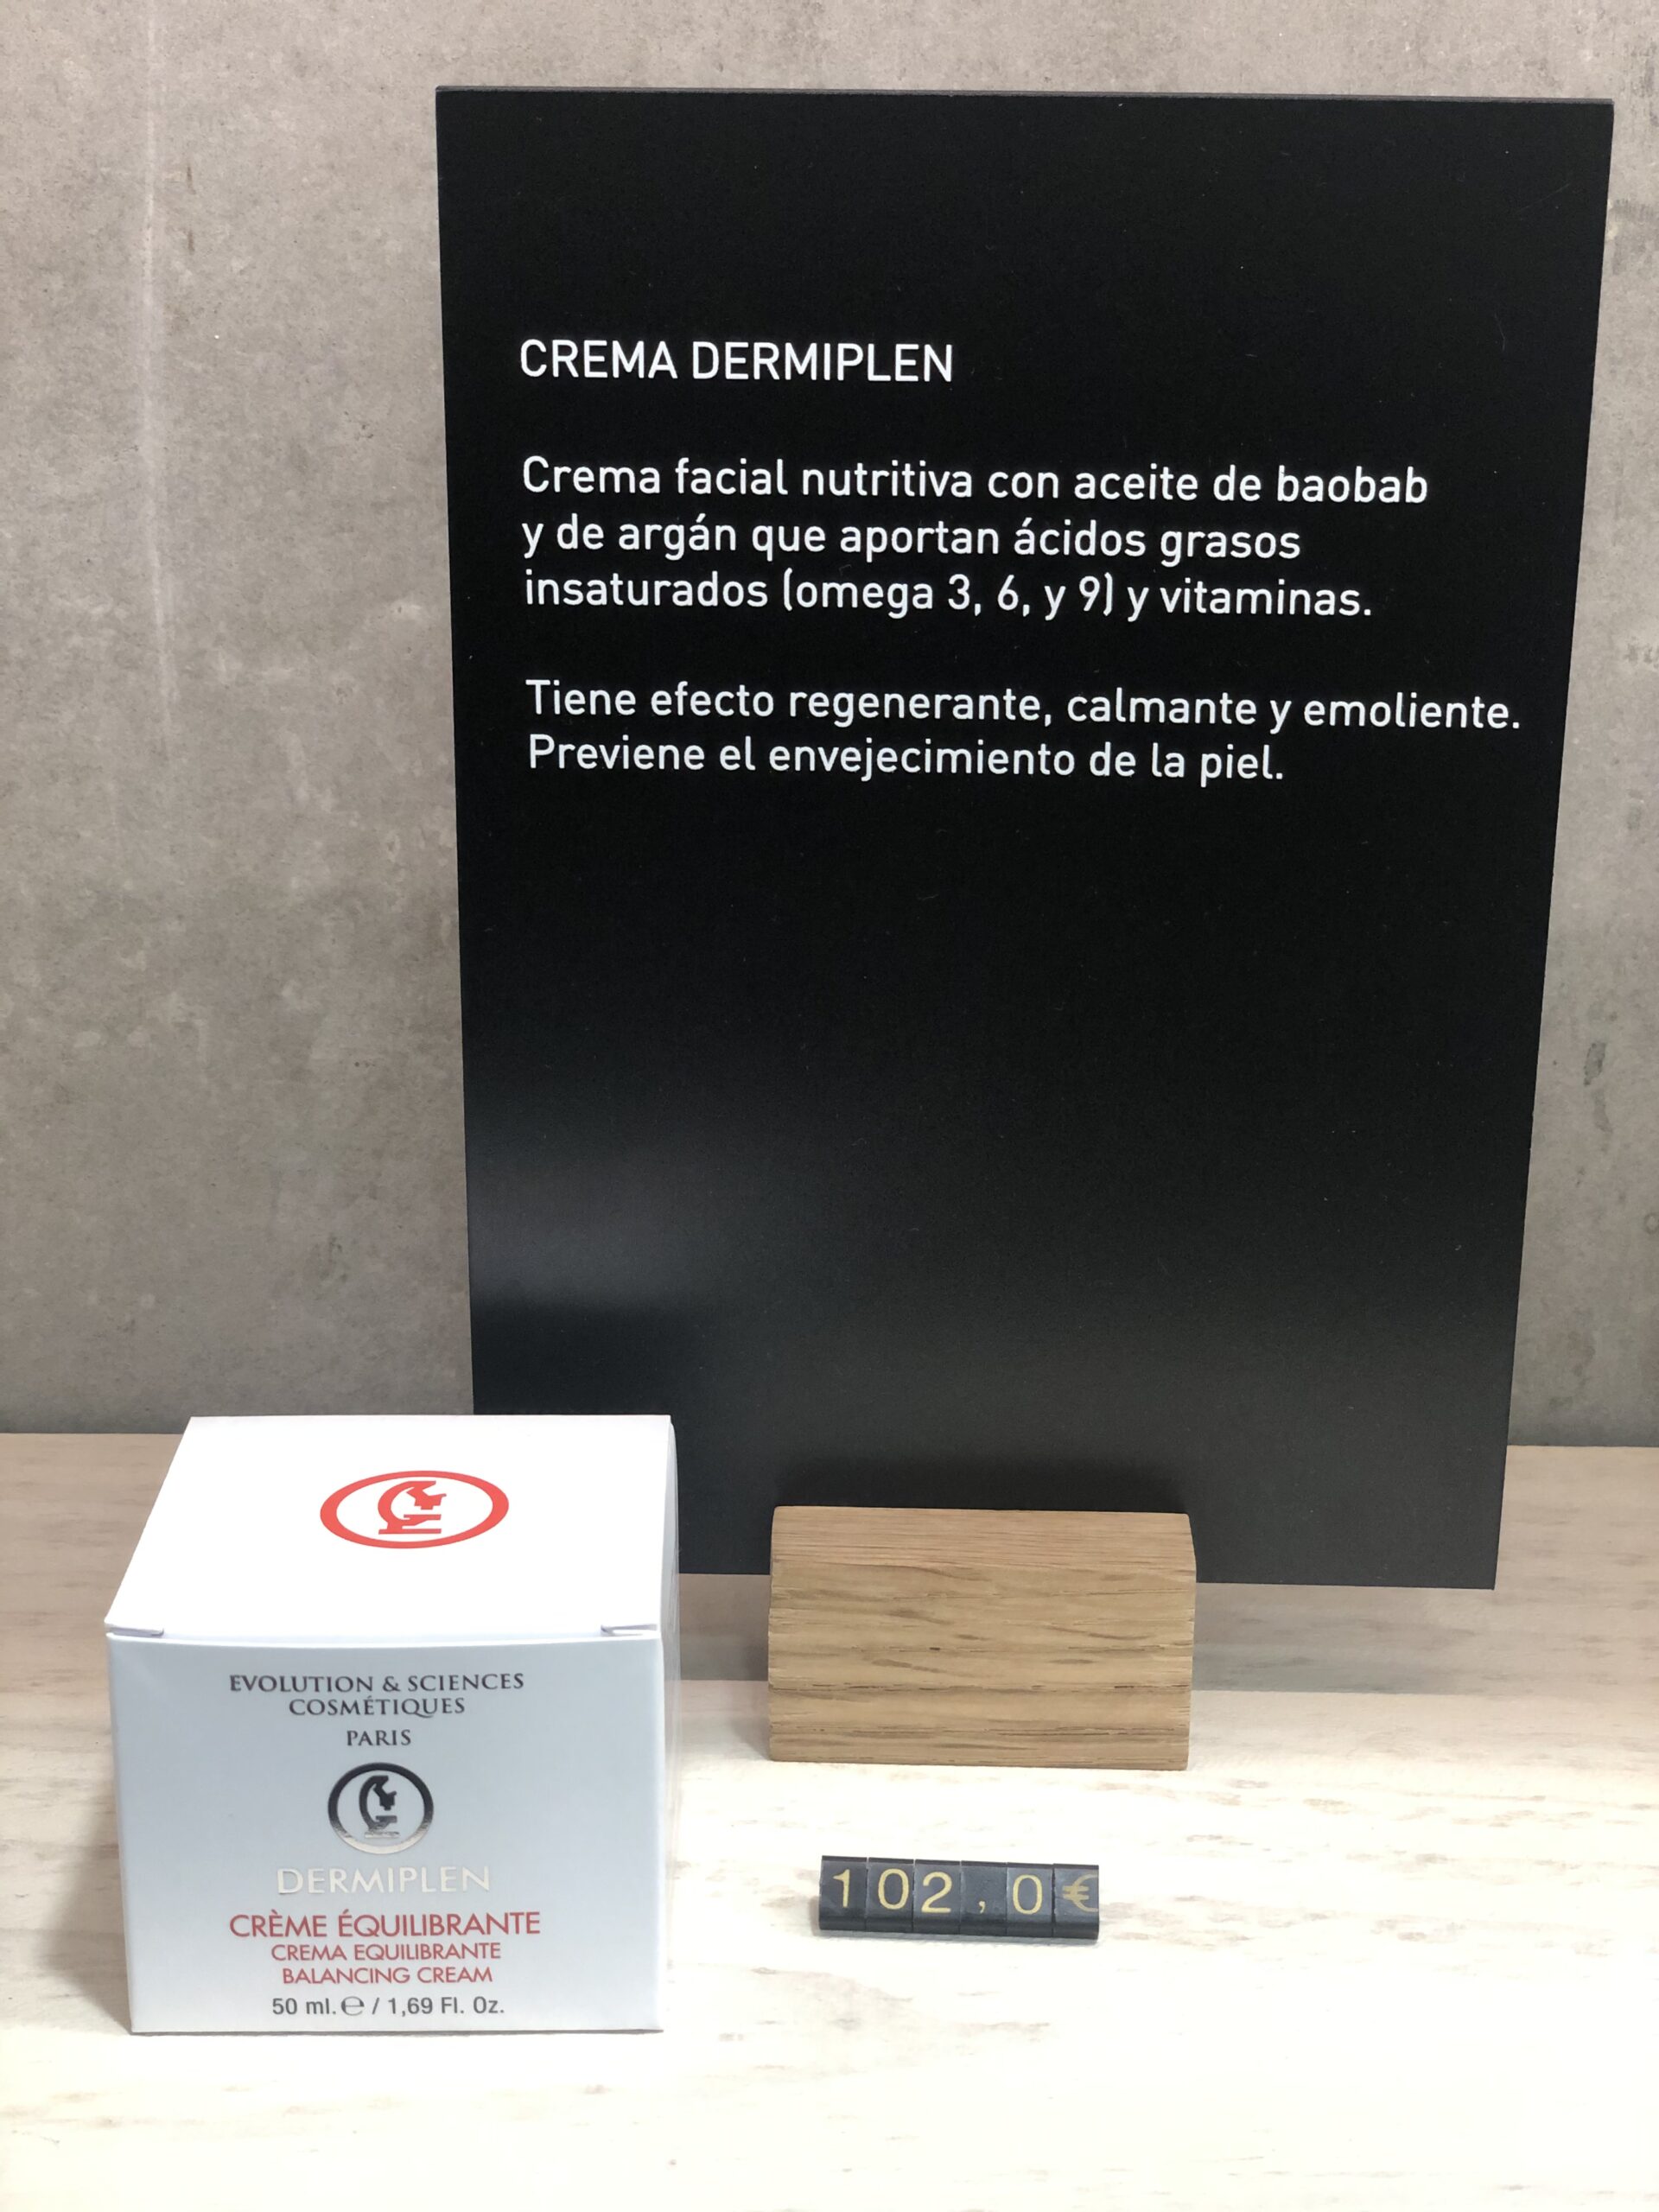 CREMA DERMIPLEN
Crema facial nutritiva con aceite de baobab
y de argán que aportan ácidos grasos
insaturados (omega 3, 6, y 9) y vitaminas.
Tiene efecto regenerante, calmante y emoliente.
Previene el envejecimiento de la piel.
EVOLUTION & SCIENCES
COSMÉTIQUES
PARIS
DERMIPLEN
CRÈME ÉQUILIBRANTE
CREMA EQUILIBRANTE
BALANCING CREAM
50 ml. ℮ / 1,69 Fl. Oz.
102,0€